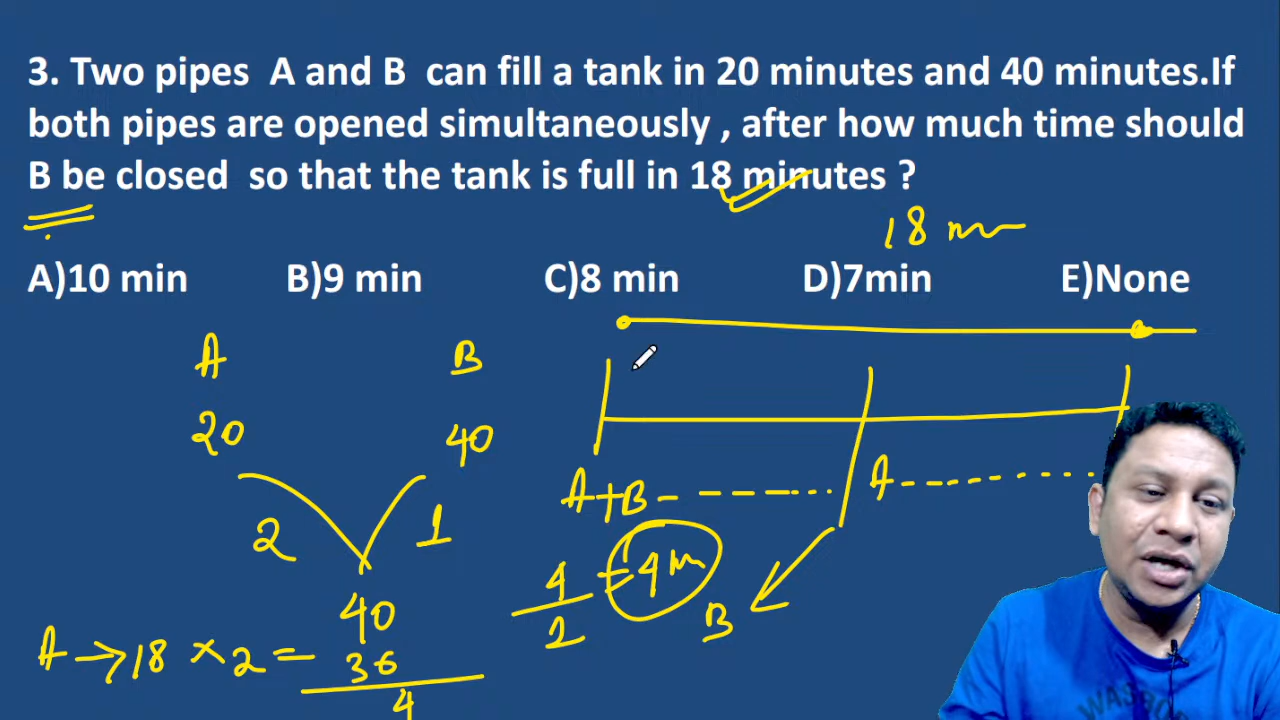 3. Two pipes A and B can fill a tank in 20 minutes and 40 minutes.If
both pipes are opened simultaneously , after how much time should
B be closed so that the tank is full in 18 minutes ?
18 m
A)10 min B)9 min C)8 min D)7min E)None
A B
20 40
A+B A
2 1
4/2 = 4m
40
B
A → 18 × 2 = 36
4
WASBOR